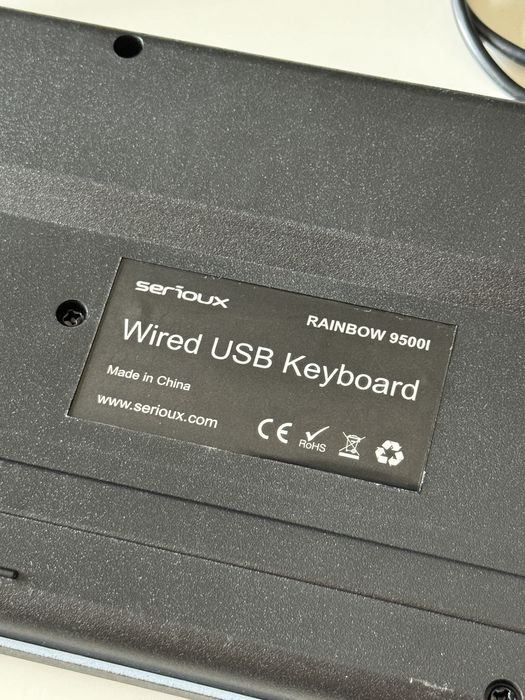 serioux
RAINBOW 9500I
Wired USB Keyboard
Made in China
www.serioux.com
CE
RoHS